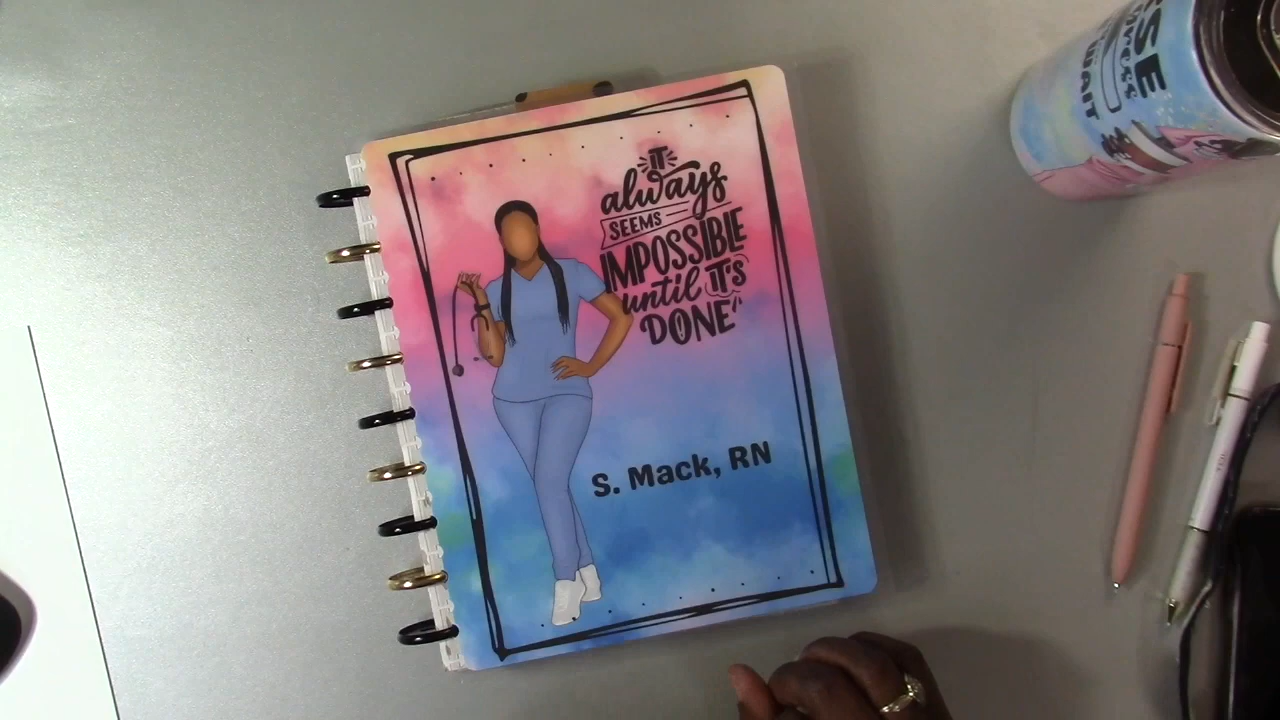 IT
always
SEEMS
IMPOSSIBLE
until IT'S
DONE
S. Mack, RN